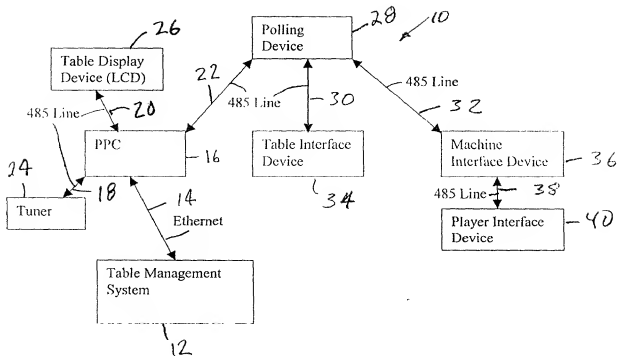 26
Table Display
Device (LCD)
Polling
Device
28
10
22
485 Line
20
485 Line
30
485 Line
32
PPC
16
Table Interface
Device
34
Machine
Interface Device
36
24
18
Tuner
14
Ethernet
485 Line
38
Player Interface
Device
40
Table Management
System
12